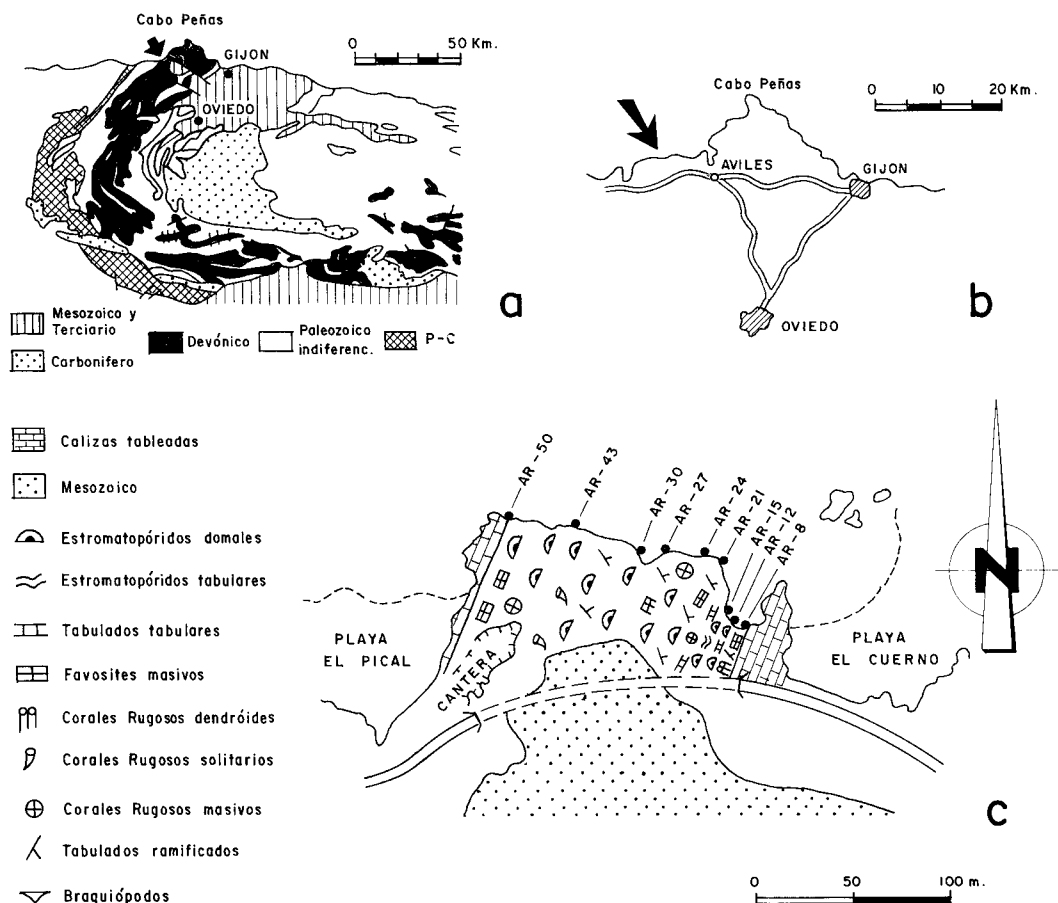 Cabo Peñas
GIJON
OVIEDO
0 50 Km.
a
Mesozoico y
Terciario
Carbonífero
Devónico
Paleozoico
indiferenc.
P-C
Cabo Peñas
0 10 20 Km.
AVILES
GIJON
OVIEDO
b
Calizas tableadas
Mesozoico
Estromatopóridos domales
Estromatopóridos tabulares
Tabulados tabulares
Favosites masivos
Corales Rugosos dendróides
Corales Rugosos solitarios
Corales Rugosos masivos
Tabulados ramificados
Braquiópodos
AR-50
AR-43
AR-30
AR-27
AR-24
AR-21
AR-15
AR-12
AR-8
N
PLAYA
EL PICAL
CANTERA
PLAYA
EL CUERNO
c
0 50 100 m.